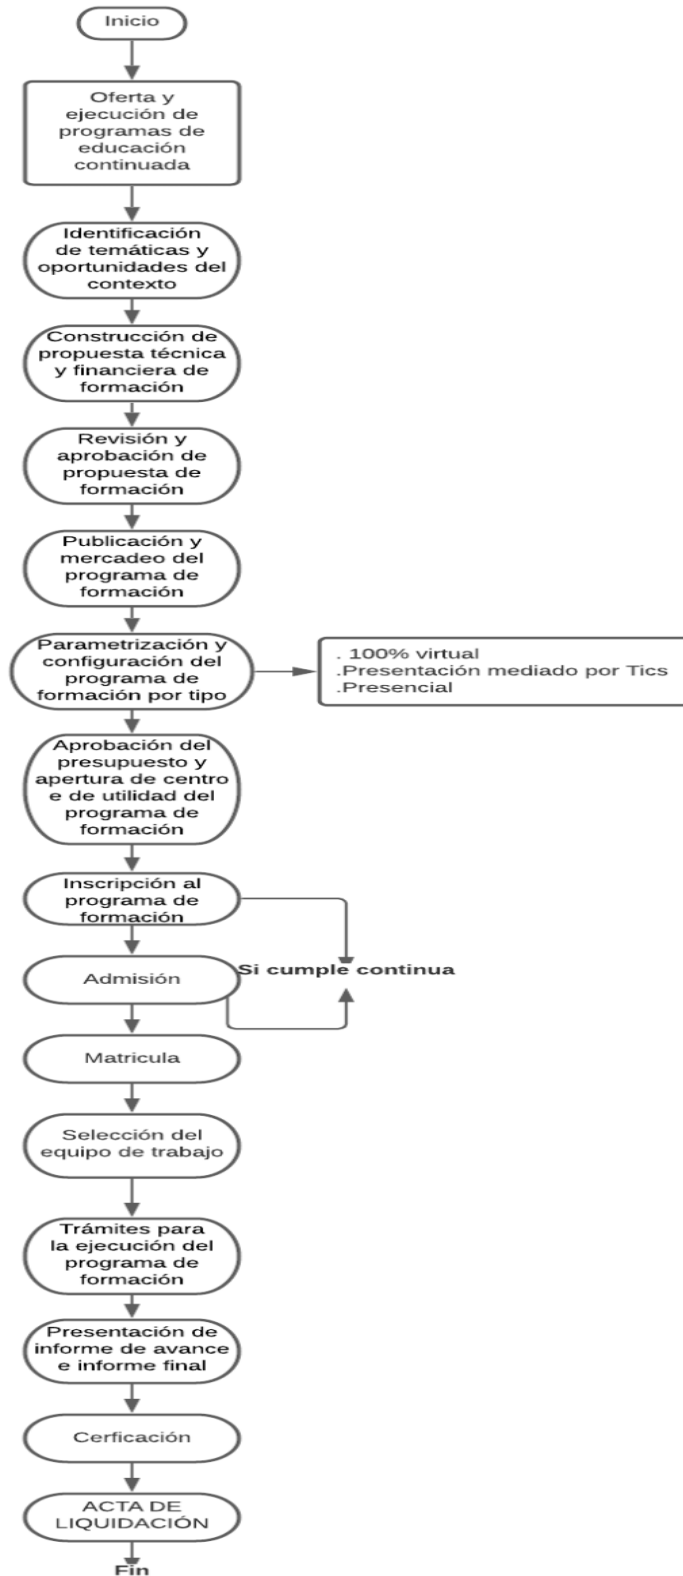 Inicio
Oferta y
ejecución de
programas de
educación
continuada
Identificación
de temáticas y
oportunidades del
contexto
Construcción de
propuesta técnica
y financiera de
formación
Revisión y
aprobación de
propuesta de
formación
Publicación y
mercadeo del
programa de
formación
Parametrización y
configuración del
programa de
formación por tipo
. 100% virtual
.Presentación mediado por Tics
.Presencial
Aprobación del
presupuesto y
apertura de centro
e de utilidad del
programa de
formación
Inscripción al
programa de
formación
Admisión
Si cumple continua
Matricula
Selección del
equipo de trabajo
Trámites para
la ejecución del
programa de
formación
Presentación de
informe de avance
e informe final
Cerficación
ACTA DE
LIQUIDACIÓN
Fin